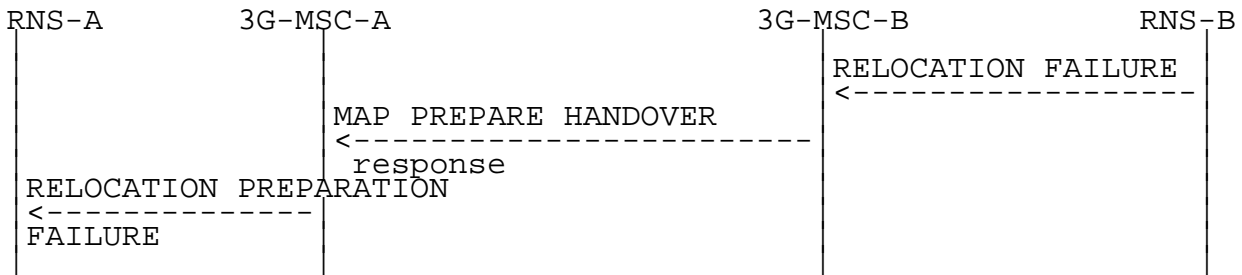 RNS-A 3G-MSC-A 3G-MSC-B RNS-B
RELOCATION FAILURE
MAP PREPARE HANDOVER
response
RELOCATION PREPARATION
FAILURE